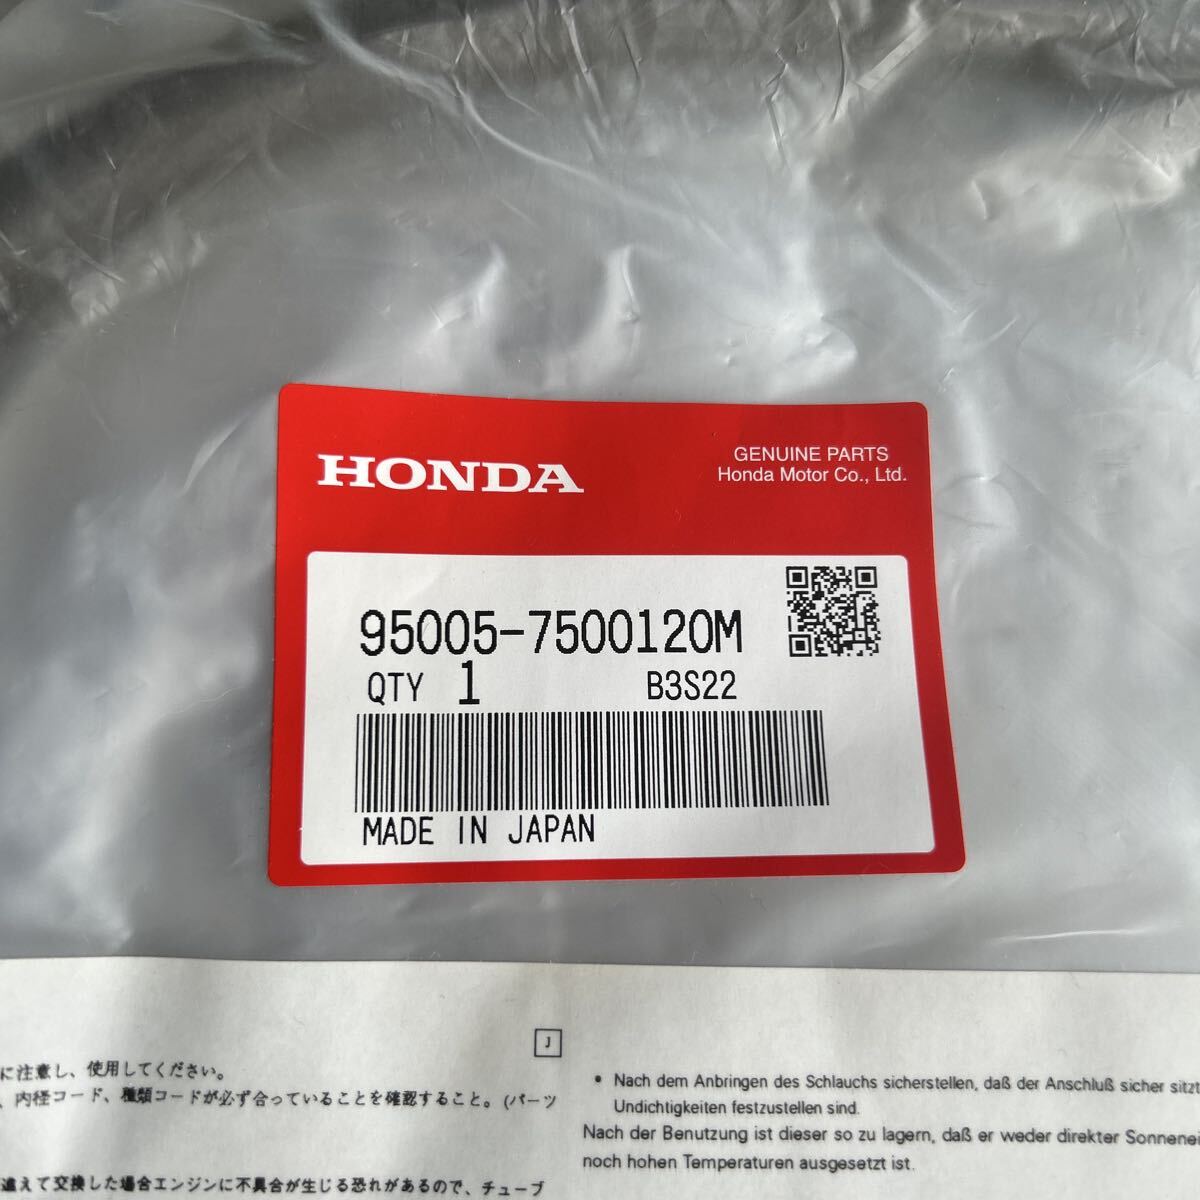 HONDA
GENUINE PARTS
Honda Motor Co., Ltd.
95005-7500120M
QTY 1 B3S22
MADE IN JAPAN
J
に注意し、使用してください。
、内径コード、種類コードが必ず合っていることを確認すること。(パーツ
違えて交換した場合エンジンに不具合が生じる恐れがあるので、チューブ
• Nach dem Anbringen des Schlauchs sicherstellen, daß der Anschluß sicher sitzt
Undichtigkeiten festzustellen sind.
Nach der Benutzung ist dieser so zu lagern, daß er weder direkter Sonnenei
noch hohen Temperaturen ausgesetzt ist.